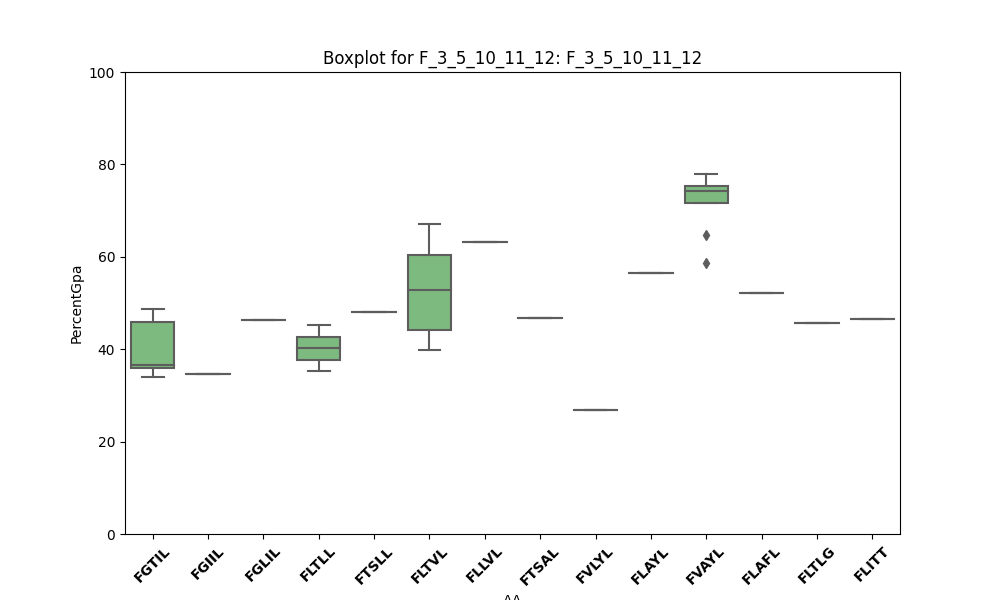 Boxplot for F_3_5_10_11_12: F_3_5_10_11_12
100
80
60
40
20
0
PercentGpa
FGTIL
FGIIL
FGLIL
FLTLL
FTSLL
FLTVL
FLLVL
FTSAL
FVLYL
FLAYL
FVAYL
FLAFL
FLTLG
FLITT
AA